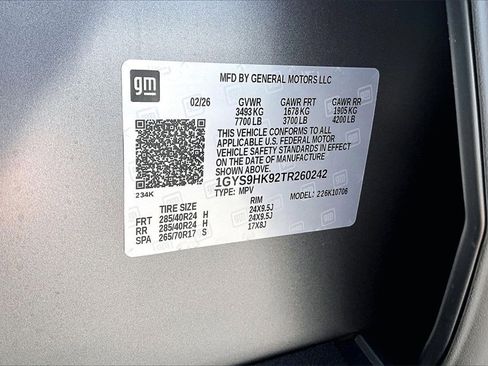 gm
MFD BY GENERAL MOTORS LLC
02/26 GVWR GAWR FRT GAWR RR
3493 KG 1678 KG 1905 KG
7700 LB 3700 LB 4200 LB
THIS VEHICLE CONFORMS TO ALL
APPLICABLE U.S. FEDERAL MOTOR
VEHICLE SAFETY STANDARDS IN
EFFECT ON THE DATE OF
MANUFACTURE SHOWN ABOVE.
1GYS9HK92TR260242
TYPE: MPV MODEL: 226K10706
234K
TIRE SIZE RIM
FRT 285/40R24 H 24X9.5J
RR 285/40R24 H 24X9.5J
SPA 265/70R17 S 17X8J